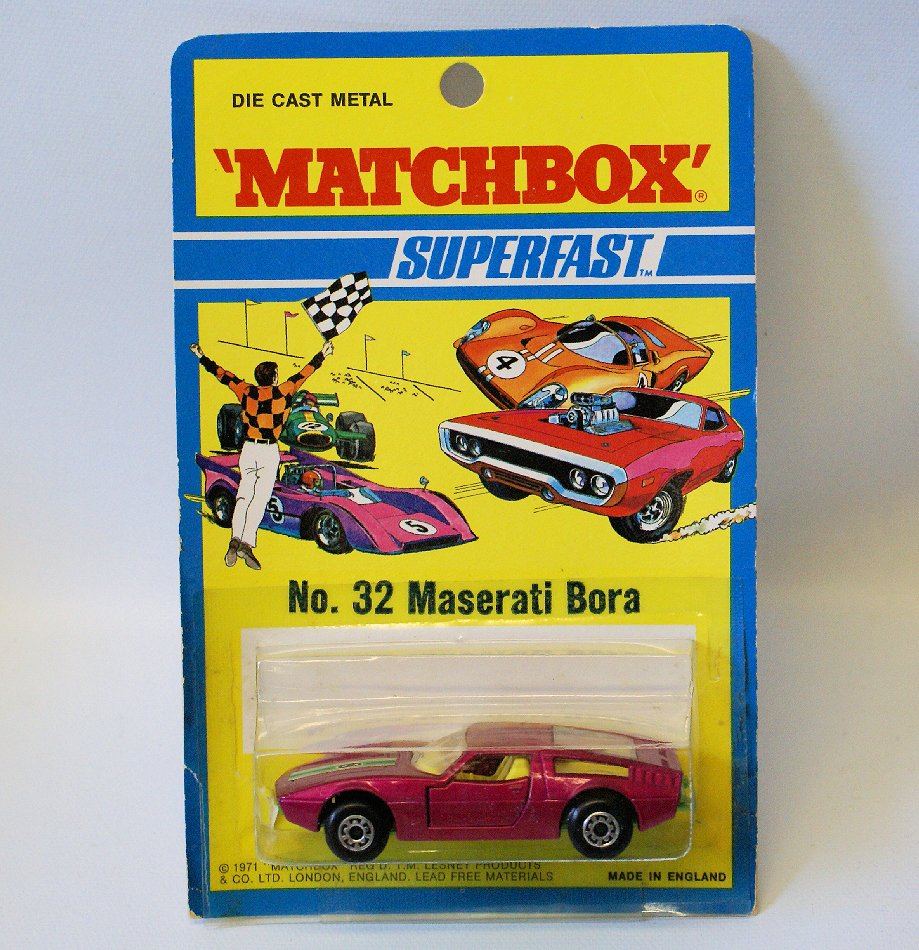 DIE CAST METAL
'MATCHBOX'®
SUPERFAST™
4
5
5
No. 32 Maserati Bora
© 1971 "MATCHBOX" REG'D. T.M. LESNEY PRODUCTS
& CO. LTD. LONDON, ENGLAND. LEAD FREE MATERIALS
MADE IN ENGLAND